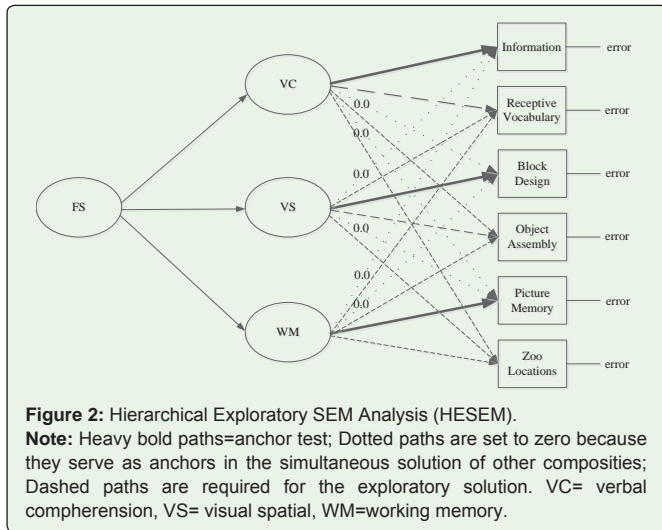 Information
error
VC
0.0
Receptive
Vocabulary
error
0.0
0.0
Block
Design
error
FS
VS
0.0
Object
Assembly
error
0.0
0.0
Picture
Memory
error
WM
Zoo
Locations
error
Figure 2: Hierarchical Exploratory SEM Analysis (HESEM).
Note: Heavy bold paths=anchor test; Dotted paths are set to zero because
they serve as anchors in the simultaneous solution of other composities;
Dashed paths are required for the exploratory solution. VC= verbal
compherension, VS= visual spatial, WM=working memory.